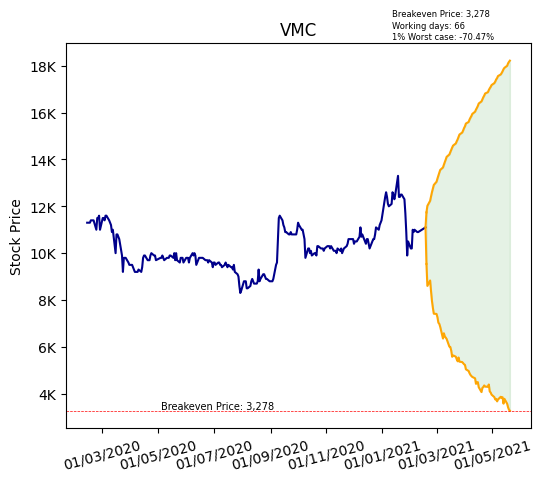 Breakeven Price: 3,278
Working days: 66
1% Worst case: -70.47%
VMC
Stock Price
18K
16K
14K
12K
10K
8K
6K
4K
Breakeven Price: 3,278
01/03/2020
01/05/2020
01/07/2020
01/09/2020
01/11/2020
01/01/2021
01/03/2021
01/05/2021